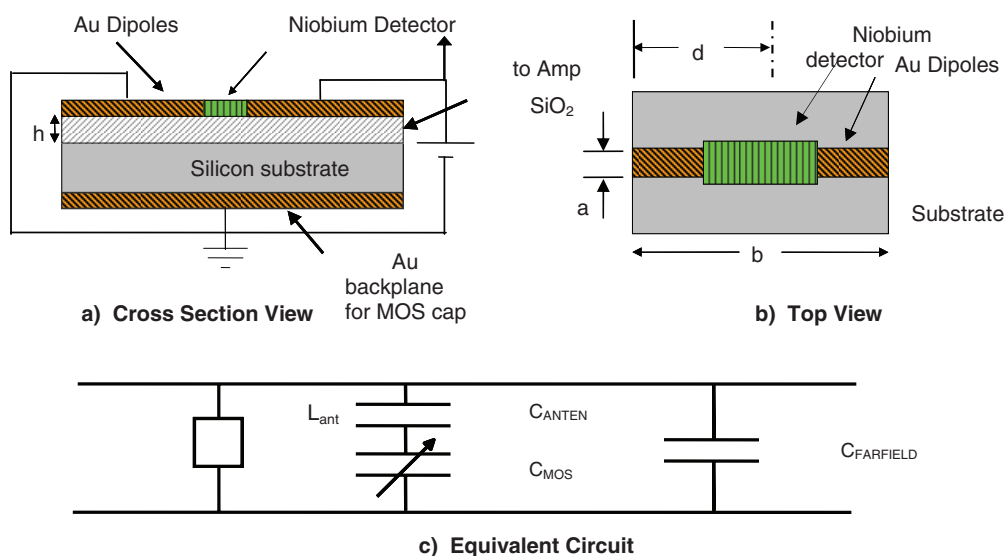 Au Dipoles
Niobium Detector
h
Silicon substrate
Au
backplane
for MOS cap
a) Cross Section View
to Amp
SiO₂
d
Niobium
detector
Au Dipoles
a
b
Substrate
b) Top View
Lant
CANTEN
CMOS
CFARFIELD
c) Equivalent Circuit